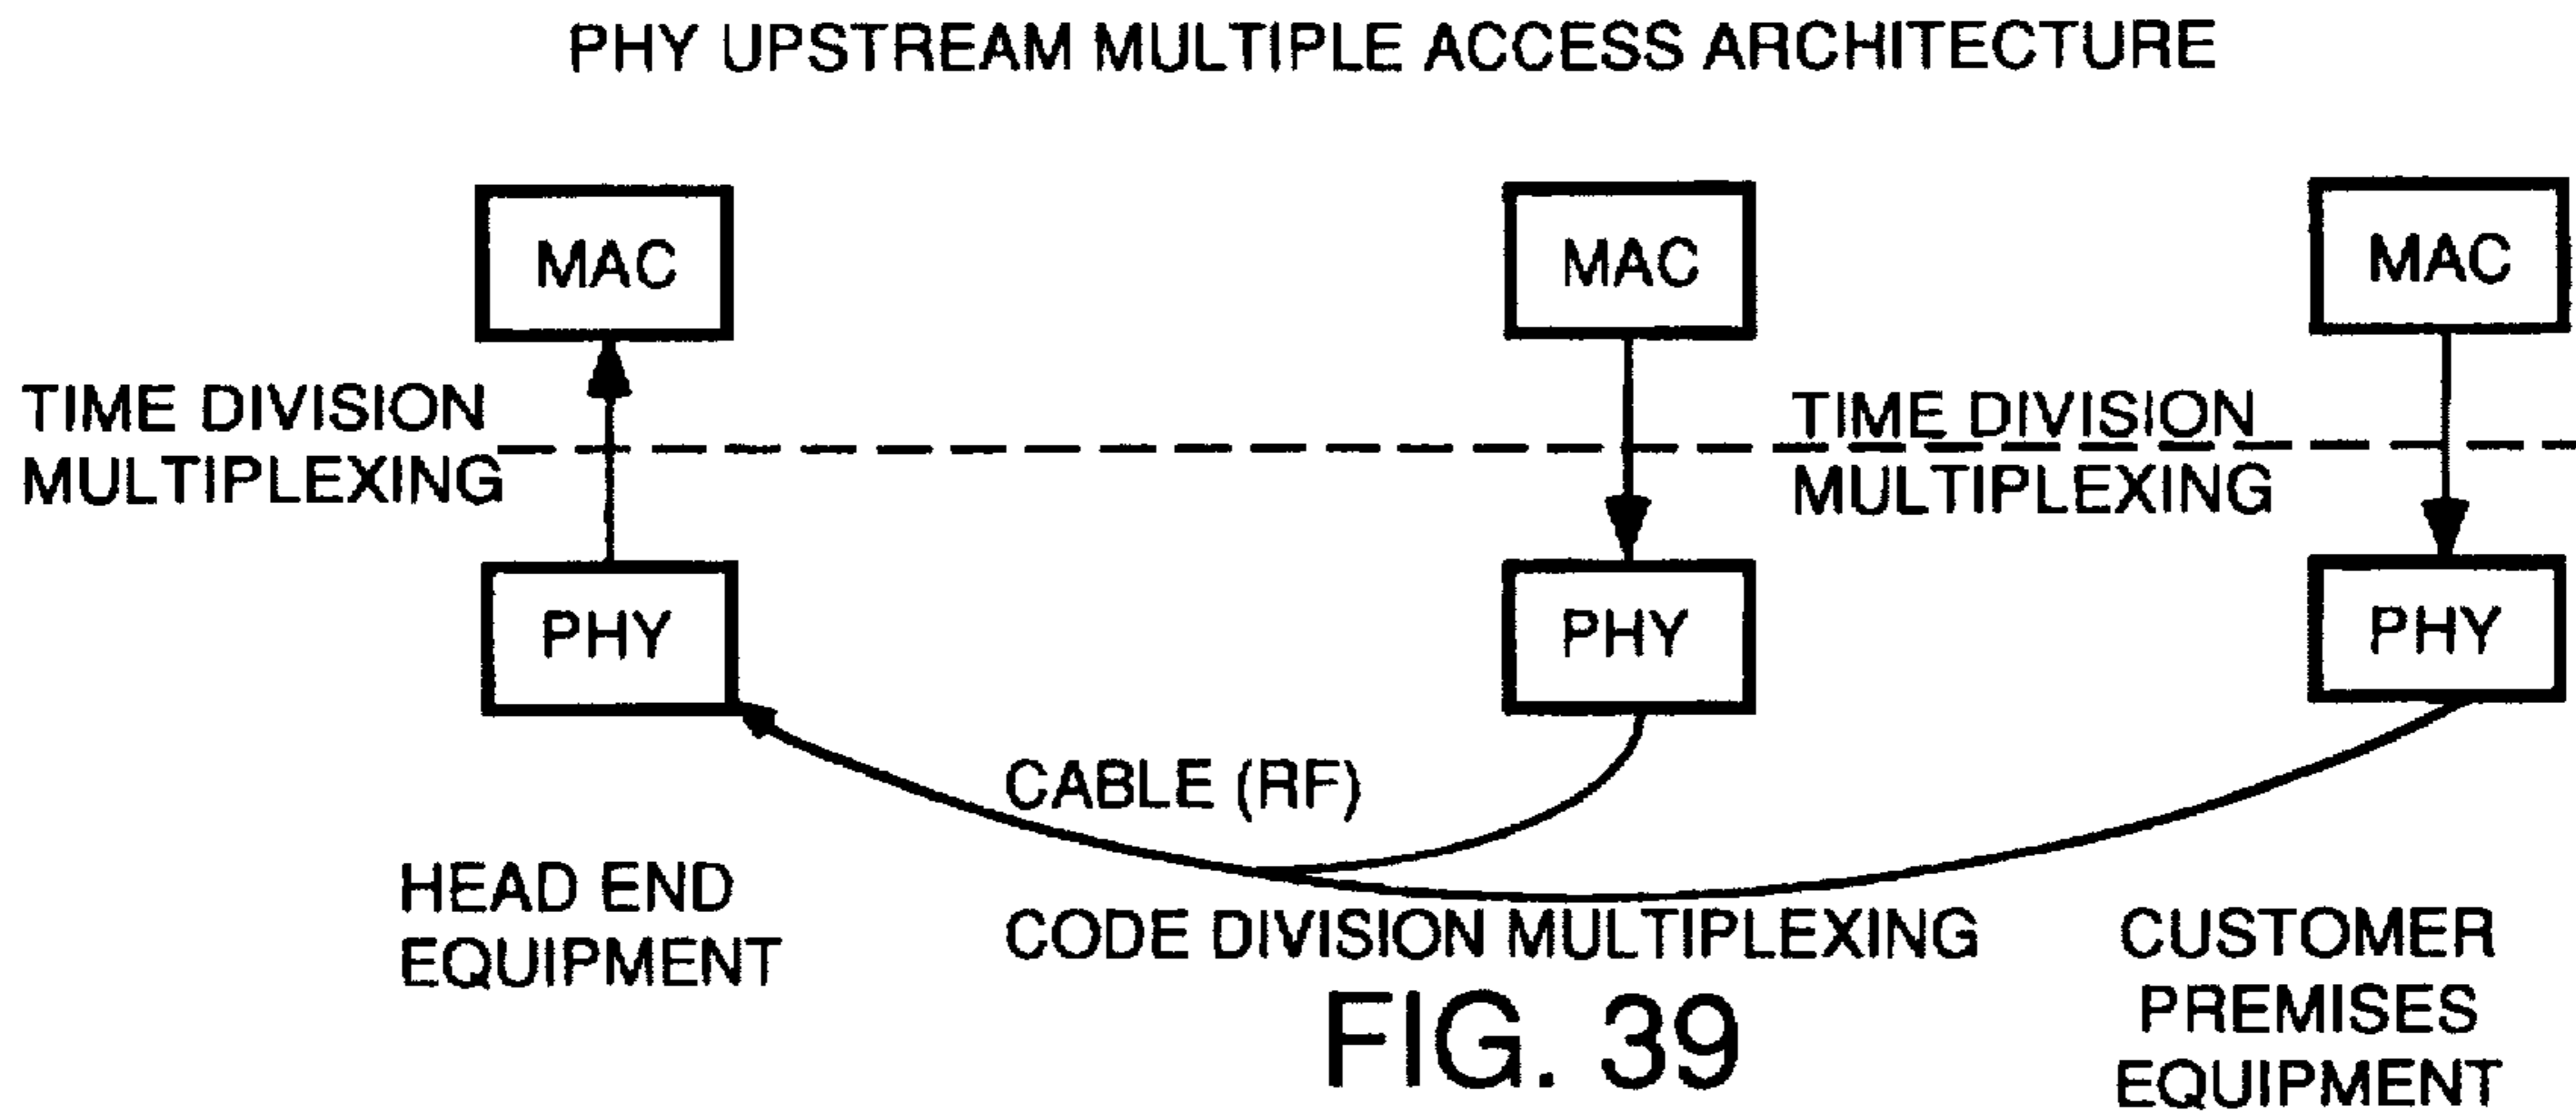 PHY UPSTREAM MULTIPLE ACCESS ARCHITECTURE
MAC
MAC
MAC
TIME DIVISION
MULTIPLEXING
TIME DIVISION
MULTIPLEXING
PHY
PHY
PHY
CABLE (RF)
HEAD END
EQUIPMENT
CODE DIVISION MULTIPLEXING
CUSTOMER
PREMISES
EQUIPMENT
FIG. 39